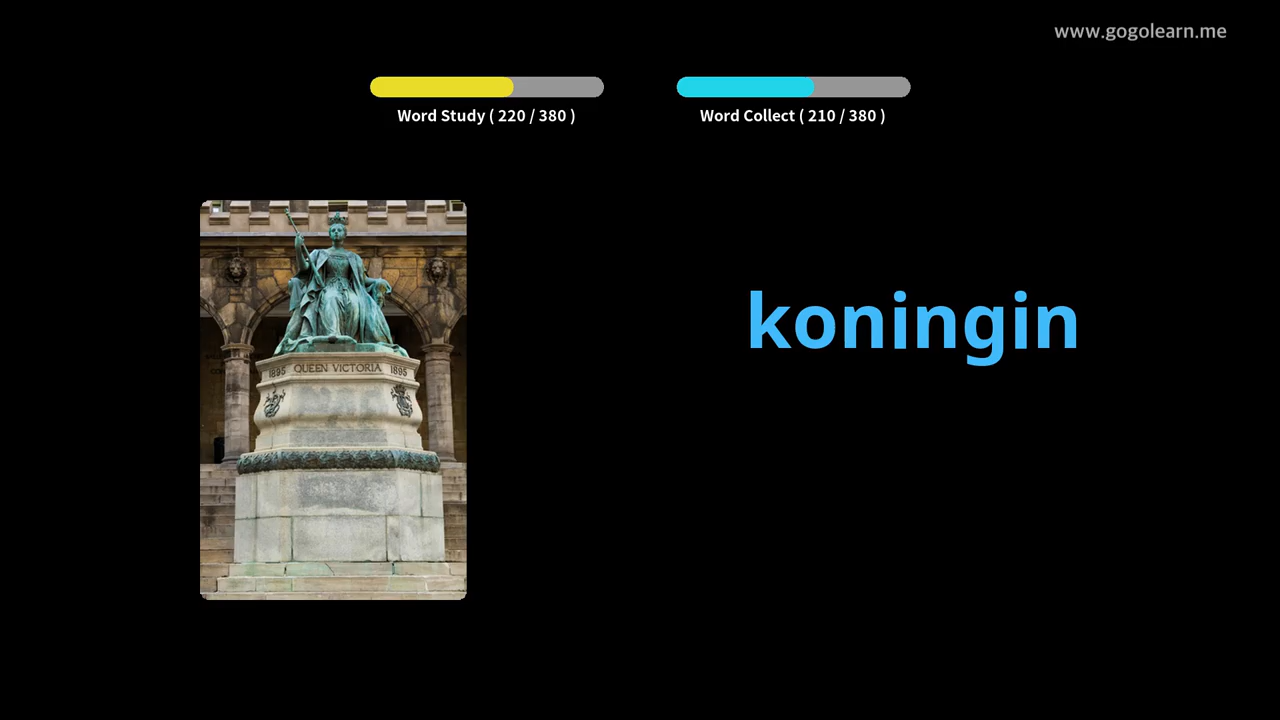 www.gogolearn.me
Word Study ( 220 / 380 )
Word Collect ( 210 / 380 )
koningin
1895 QUEEN VICTORIA 1895